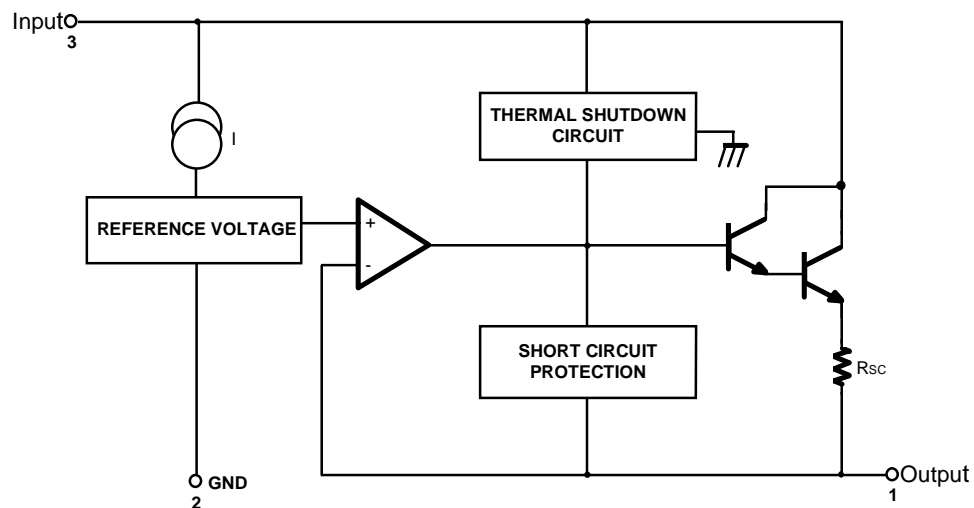 Input
3
I
THERMAL SHUTDOWN
CIRCUIT
REFERENCE VOLTAGE
+
-
SHORT CIRCUIT
PROTECTION
RSC
GND
2
Output
1